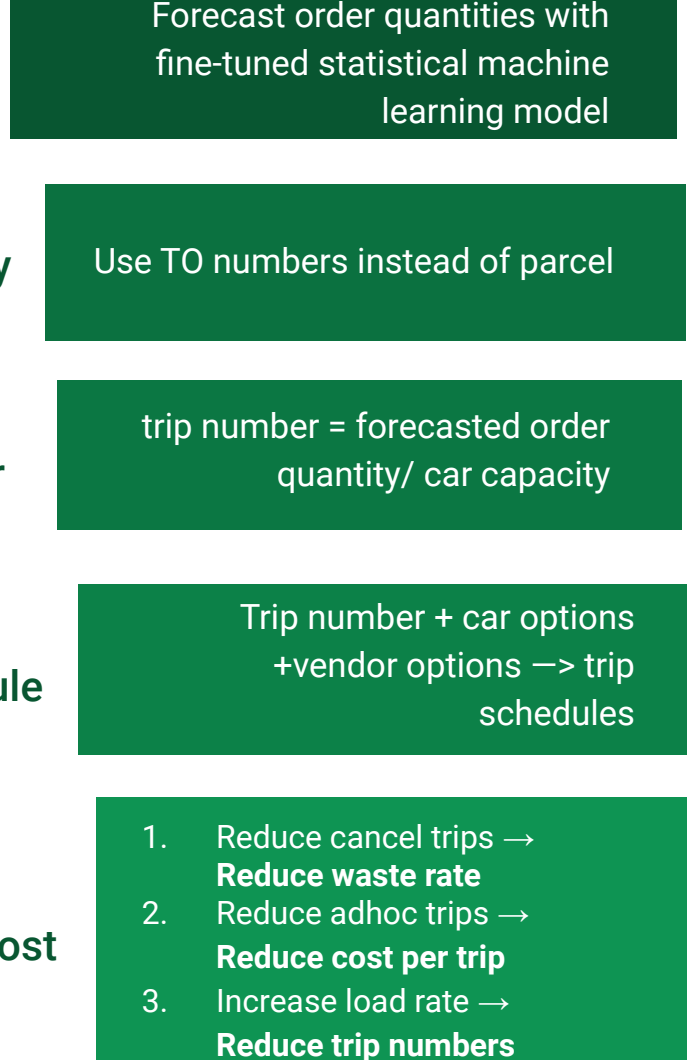 Forecast order quantities with
fine-tuned statistical machine
learning model
y
Use TO numbers instead of parcel
trip number = forecasted order
quantity/ car capacity
r
Trip number + car options
+vendor options —> trip
schedules
ule
1. Reduce cancel trips →
Reduce waste rate
2. Reduce adhoc trips →
Reduce cost per trip
3. Increase load rate →
Reduce trip numbers
ost